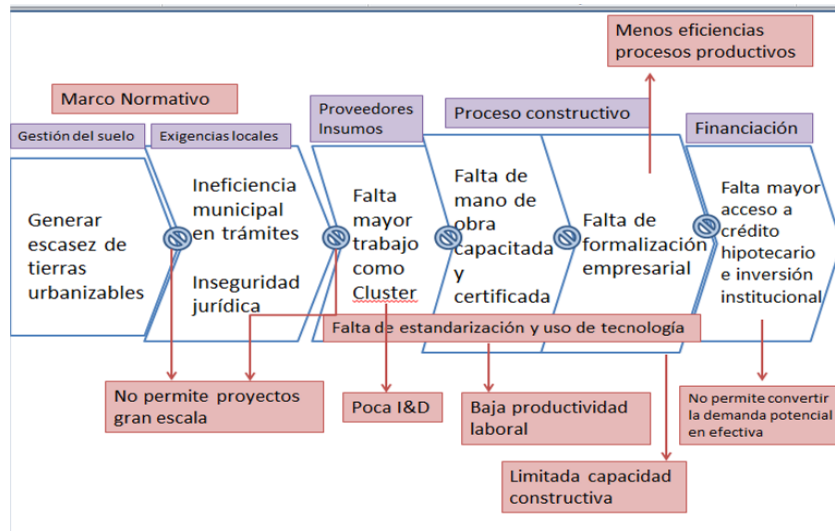 Menos eficiencias
procesos productivos
Marco Normativo
Gestión del suelo
Exigencias locales
Proveedores
Insumos
Proceso constructivo
Financiación
Generar
escasez de
tierras
urbanizables
Ineficiencia
municipal
en trámites
Inseguridad
jurídica
Falta
mayor
trabajo
como
Cluster
Falta de
mano de
obra
capacitada
y
certificada
Falta de
formalización
empresarial
Falta mayor
acceso a
crédito
hipotecario
e inversión
institucional
Falta de estandarización y uso de tecnología
No permite proyectos
gran escala
Poca I&D
Baja productividad
laboral
No permite convertir
la demanda potencial
en efectiva
Limitada capacidad
constructiva